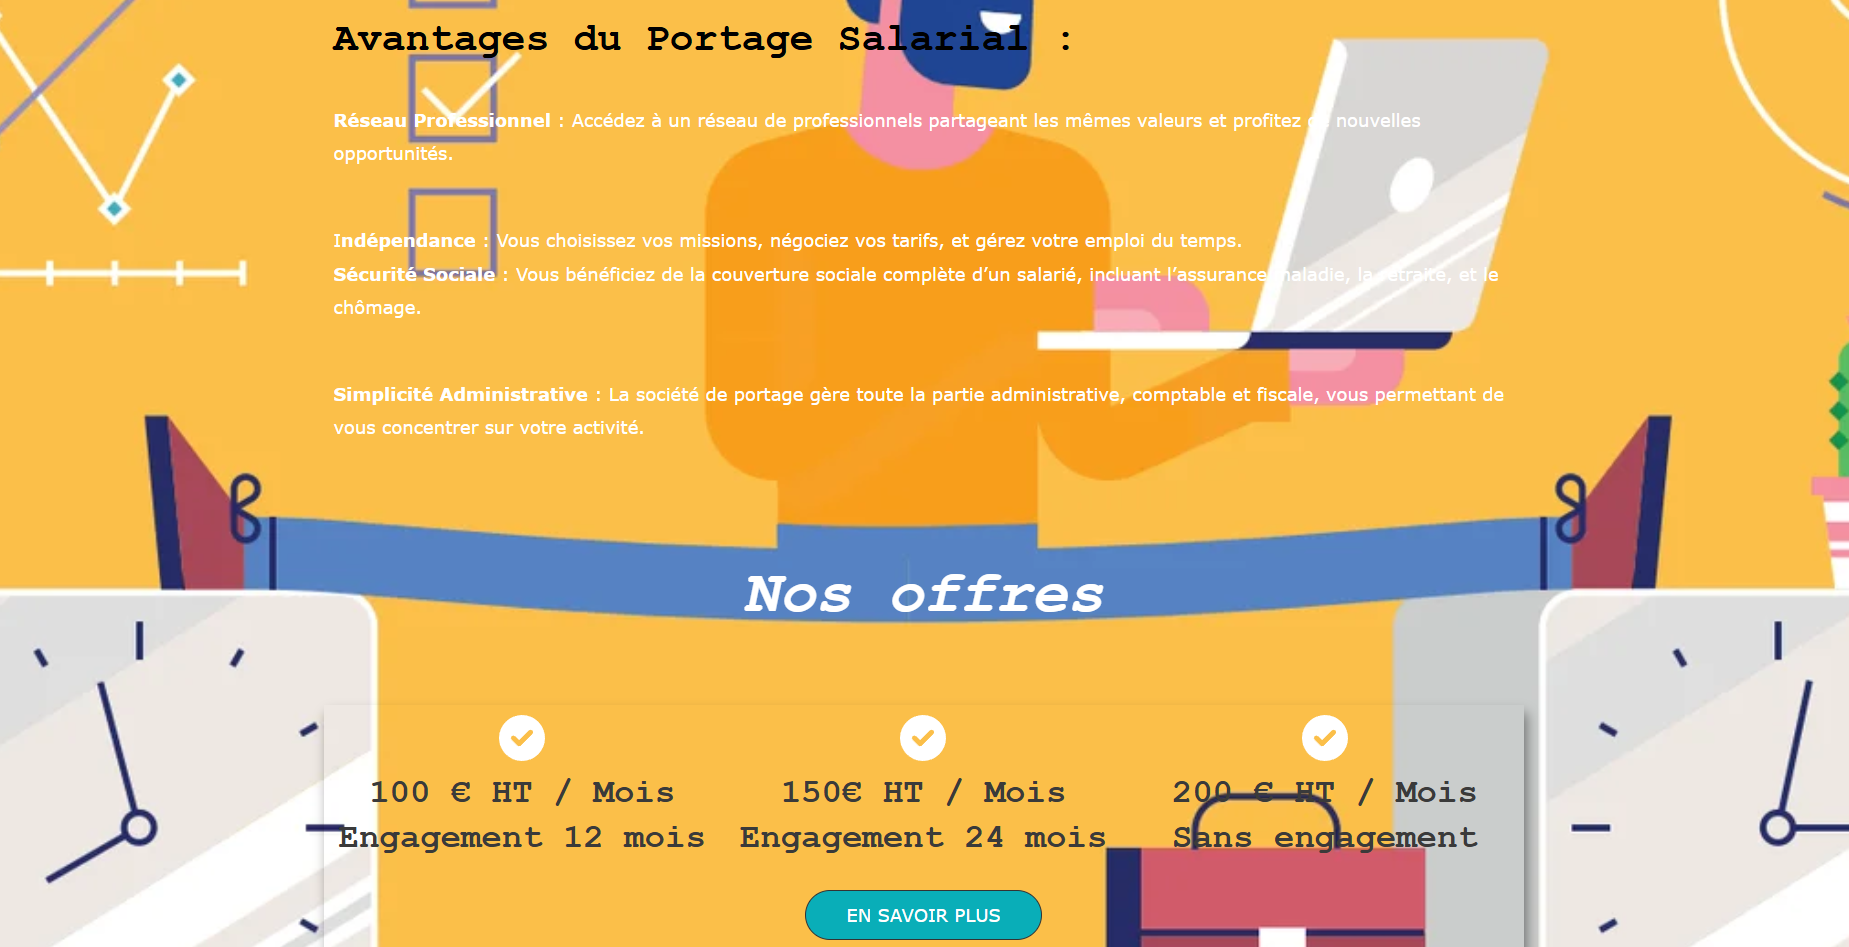 Avantages du Portage Salarial :
Réseau Professionnel : Accédez à un réseau de professionnels partageant les mêmes valeurs et profitez de nouvelles
opportunités.
Indépendance : Vous choisissez vos missions, négociez vos tarifs, et gérez votre emploi du temps.
Sécurité Sociale : Vous bénéficiez de la couverture sociale complète d’un salarié, incluant l’assurance maladie, la retraite, et le
chômage.
Simplicité Administrative : La société de portage gère toute la partie administrative, comptable et fiscale, vous permettant de
vous concentrer sur votre activité.
Nos offres
100 € HT / Mois
Engagement 12 mois
150€ HT / Mois
Engagement 24 mois
200 € HT / Mois
Sans engagement
EN SAVOIR PLUS